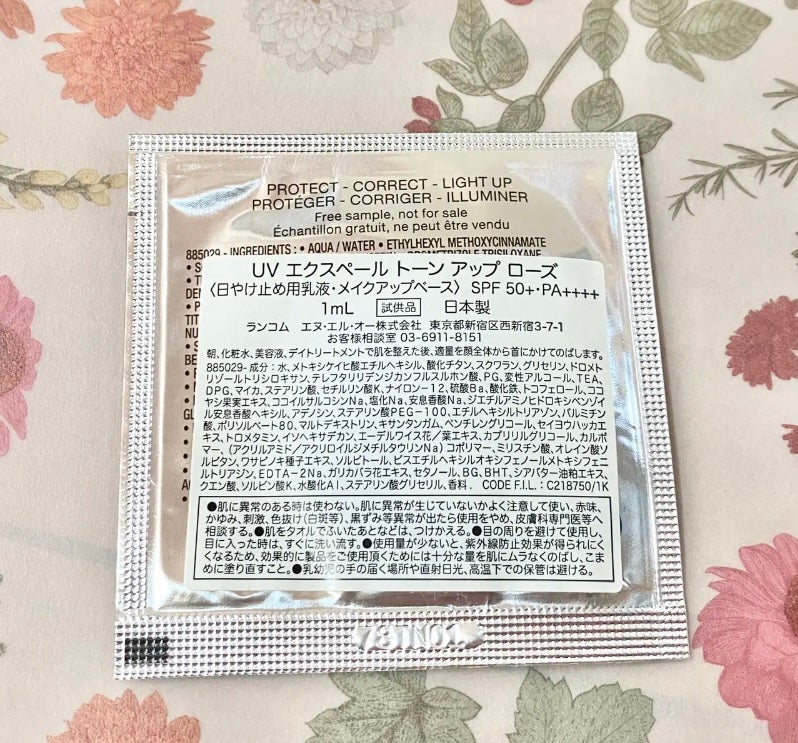 PROTECT - CORRECT - LIGHT UP
PROTÉGER - CORRIGER - ILLUMINER
Free sample, not for sale
Échantillon gratuit, ne peut être vendu
885029 - INGREDIENTS : • AQUA / WATER • ETHYLHEXYL METHOXYCINNAMATE
TRISILOXANE
UV エクスペール トーン アップ ローズ
〈日やけ止め用乳液・メイクアップベース〉 SPF 50+・PA++++
1mL 試供品 日本製
ランコム エヌ・エル・オー株式会社 東京都新宿区西新宿3-7-1
お客様相談室 03-6911-8151
朝、化粧水、美容液、デイトリートメントで肌を整えた後、適量を顔全体から首にかけてのばします。
885029-成分：水、メトキシケイヒ酸エチルヘキシル、酸化チタン、スクワラン、グリセリン、ドロメト
リゾールトリシロキサン、テレフタリリデンジカンフルスルホン酸、PG、変性アルコール、TEA、
DPG、マイカ、ステアリン酸、セチルリン酸K、ナイロン-12、硫酸Ba、酸化鉄、トコフェロール、ココ
ヤシ果実エキス、ココイルサルコシンNa、塩化Na、安息香酸Na、ジエチルアミノヒドロキシベンゾイ
ル安息香酸ヘキシル、アデノシン、ステアリン酸PEG-100、エチルヘキシルトリアゾン、パルミチン
酸、ポリソルベート80、マルトデキストリン、キサンタンガム、ペンチレングリコール、セイヨウハッカエ
キス、トロメタミン、イソヘキサデカン、エーデルワイス花／葉エキス、カプリリルグリコール、カルボ
マー、（アクリルアミド／アクリロイルジメチルタウリンNa）コポリマー、ミリスチン酸、オレイン酸ソ
ルビタン、ワサビノキ種子エキス、ソルビトール、ビスエチルヘキシルオキシフェノールメトキシフェニ
ルトリアジン、EDTA-2Na、ガリカバラ花エキス、セタノール、BG、BHT、シアバター油粕エキス、
クエン酸、ソルビン酸K、水酸化Al、ステアリン酸グリセリル、香料． CODE F.I.L. : C218750/1K
●肌に異常のある時は使わない。肌に異常が生じていないかよく注意して使い、赤味、
かゆみ、刺激、色抜け（白斑等）、黒ずみ等異常が出たら使用をやめ、皮膚科専門医等へ
相談する。●肌をタオルでふいたあとなどは、つけかえる。●目の周りを避けて使用し、
目に入った時は、すぐに洗い流す。●使用量が少ないと、紫外線防止効果が得られにく
くなるため、効果的に製品をご使用頂くためには十分な量を肌にムラなくのばし、こま
めに塗り直すこと。●乳幼児の手の届く場所や直射日光、高温下での保管は避ける。